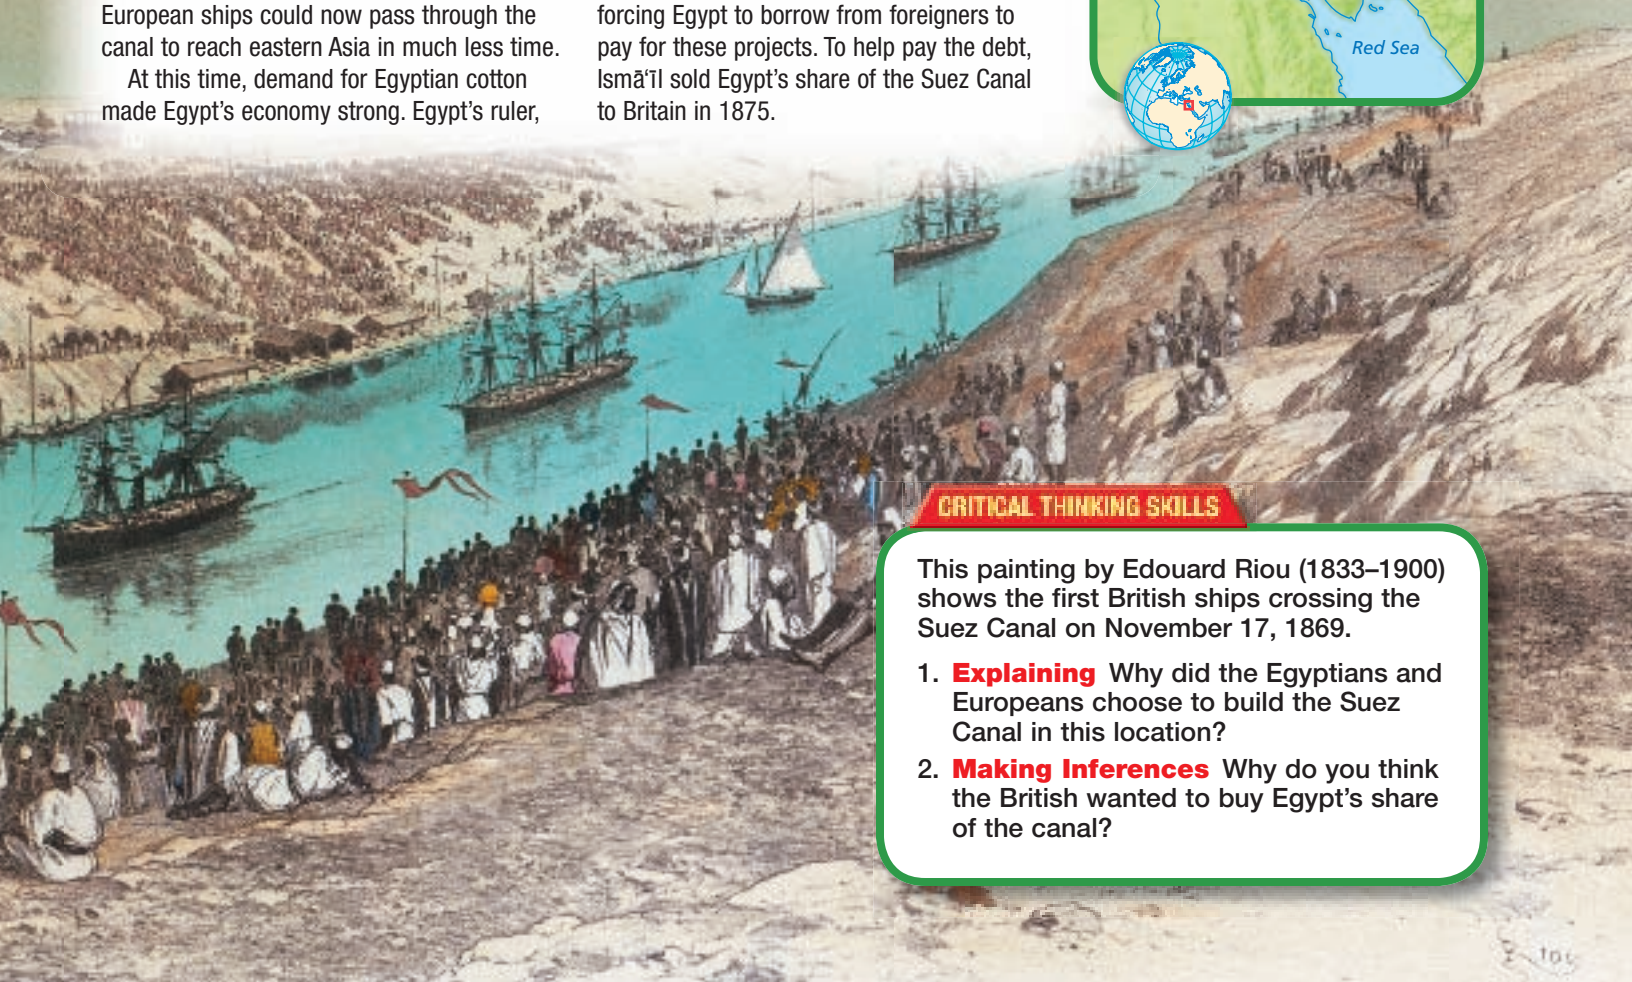 European ships could now pass through the
canal to reach eastern Asia in much less time.
At this time, demand for Egyptian cotton
made Egypt’s economy strong. Egypt’s ruler,
forcing Egypt to borrow from foreigners to
pay for these projects. To help pay the debt,
Ismā‘īl sold Egypt’s share of the Suez Canal
to Britain in 1875.
Red Sea
CRITICAL THINKING SKILLS
This painting by Edouard Riou (1833–1900)
shows the first British ships crossing the
Suez Canal on November 17, 1869.
1. Explaining Why did the Egyptians and
Europeans choose to build the Suez
Canal in this location?
2. Making Inferences Why do you think
the British wanted to buy Egypt’s share
of the canal?